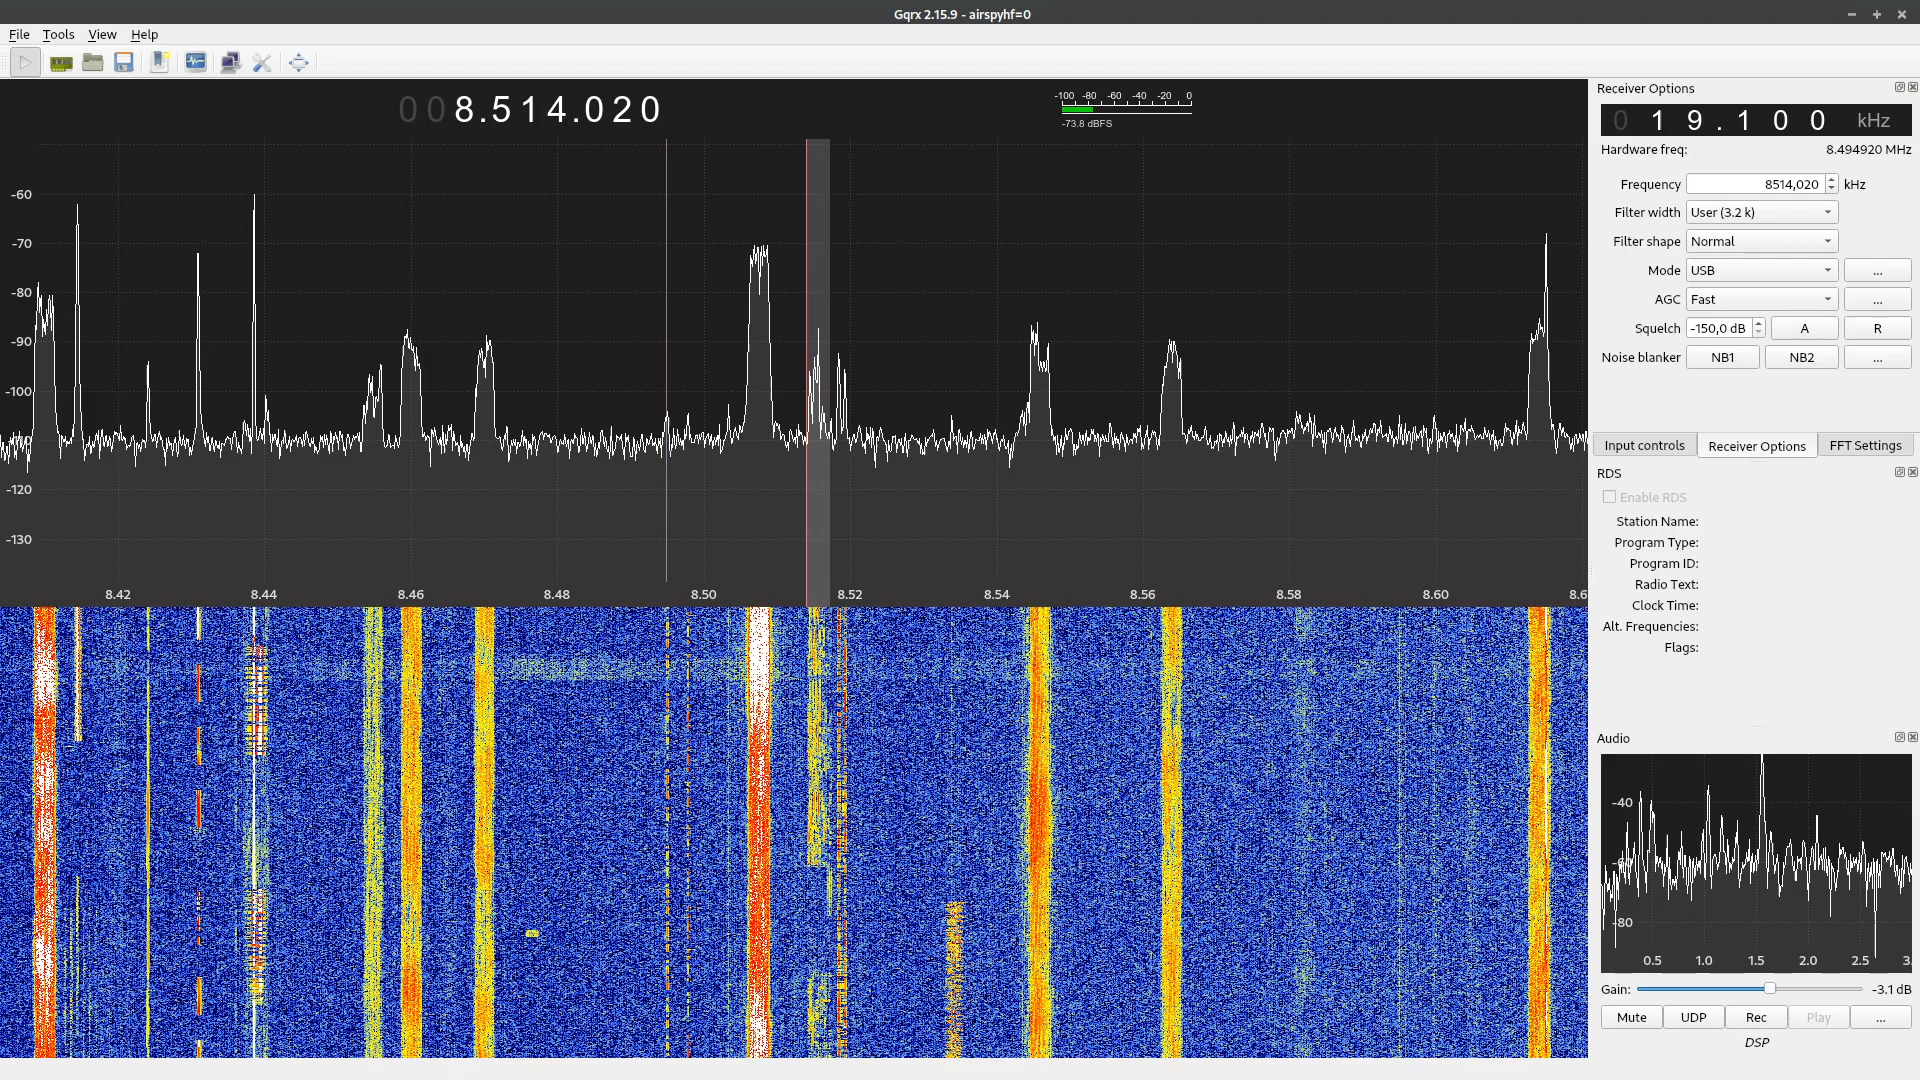 Gqrx 2.15.9 - airspyhf=0
File Tools View Help
008.514.020
-100 -80 -60 -40 -20 0
-73.8 dBFS
-60
-70
-80
-90
-100
-110
-120
-130
8.42 8.44 8.46 8.48 8.50 8.52 8.54 8.56 8.58 8.60 8.6
Receiver Options
019.100 kHz
Hardware freq: 8.494920 MHz
Frequency 8514,020 kHz
Filter width User (3.2 k)
Filter shape Normal
Mode USB ...
AGC Fast ...
Squelch -150,0 dB A R
Noise blanker NB1 NB2 ...
Input controls Receiver Options FFT Settings
RDS
Enable RDS
Station Name:
Program Type:
Program ID:
Radio Text:
Clock Time:
Alt. Frequencies:
Flags:
Audio
-40
-60
-80
0.5 1.0 1.5 2.0 2.5 3.
Gain: -3.1 dB
Mute UDP Rec Play ...
DSP